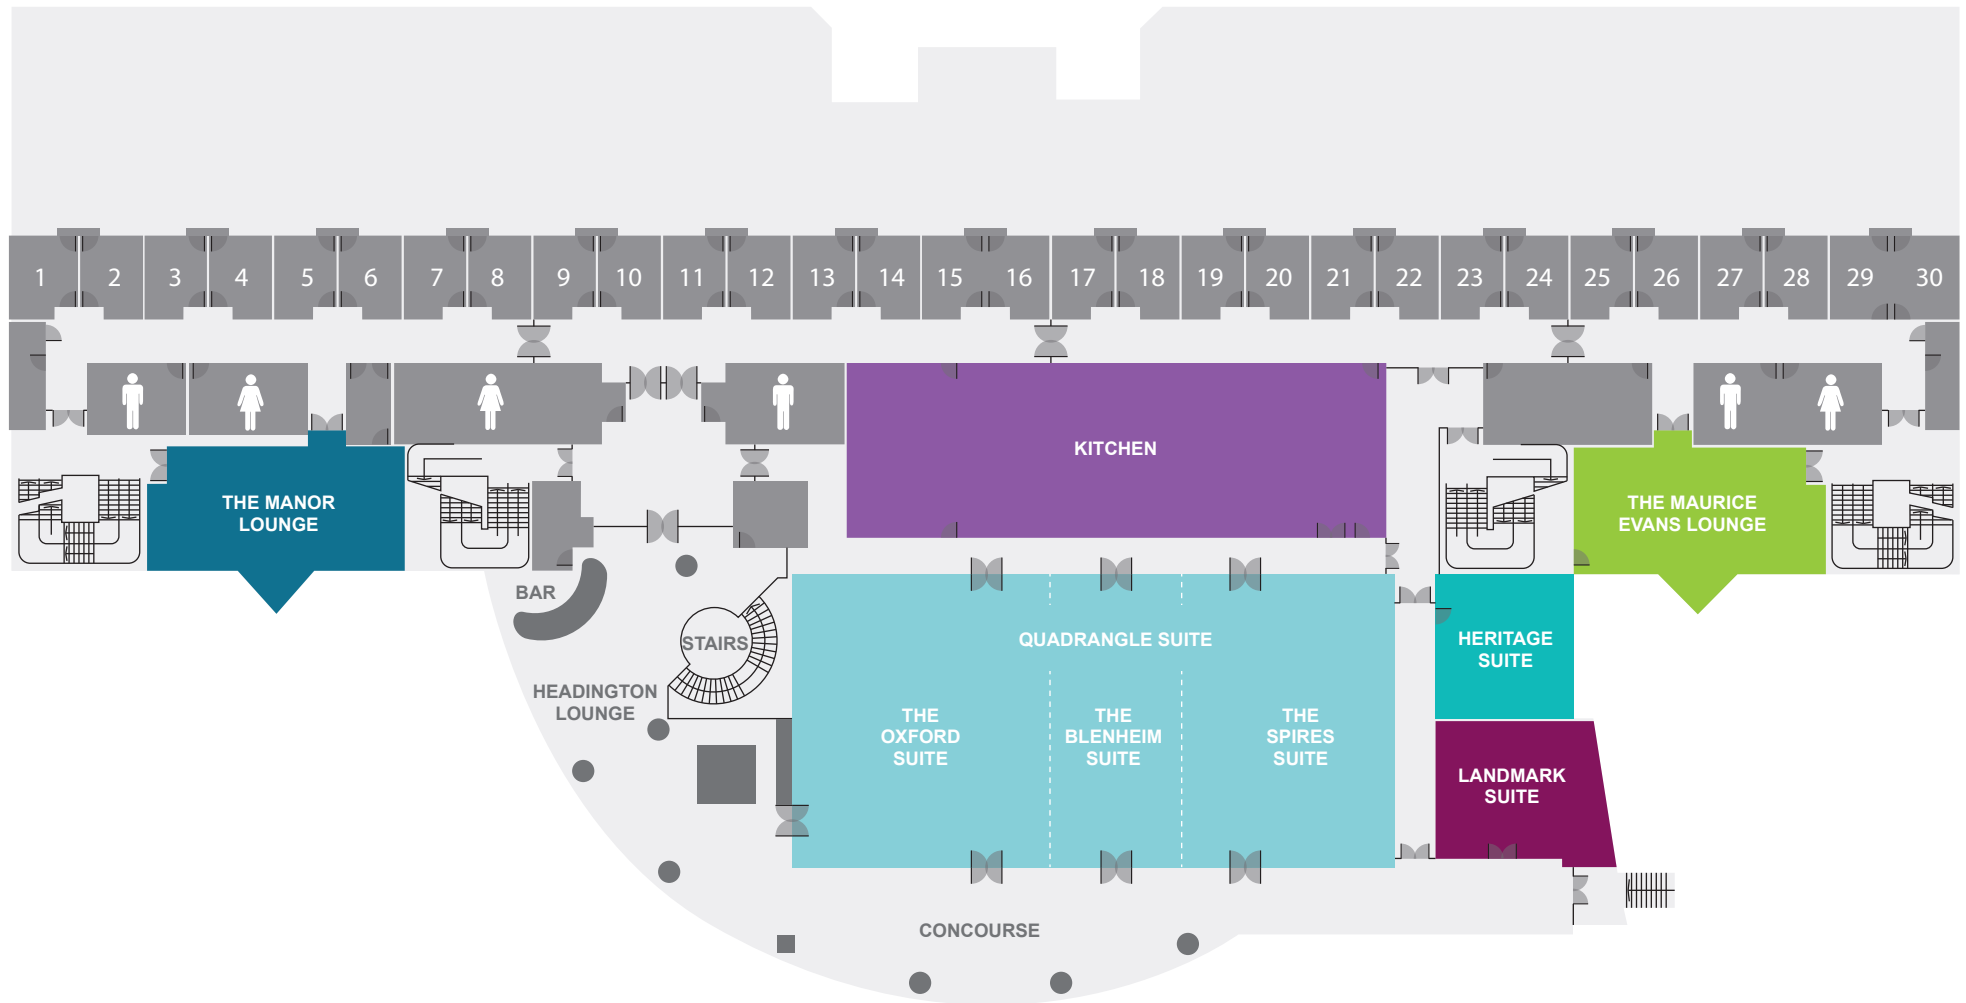 1 2 3 4 5 6 7 8 9 10 11 12 13 14 15 16 17 18 19 20 21 22 23 24 25 26 27 28 29 30
KITCHEN
THE MANOR
LOUNGE
THE MAURICE
EVANS LOUNGE
BAR
STAIRS
QUADRANGLE SUITE
HERITAGE
SUITE
HEADINGTON
LOUNGE
THE
OXFORD
SUITE
THE
BLENHEIM
SUITE
THE
SPIRES
SUITE
LANDMARK
SUITE
CONCOURSE